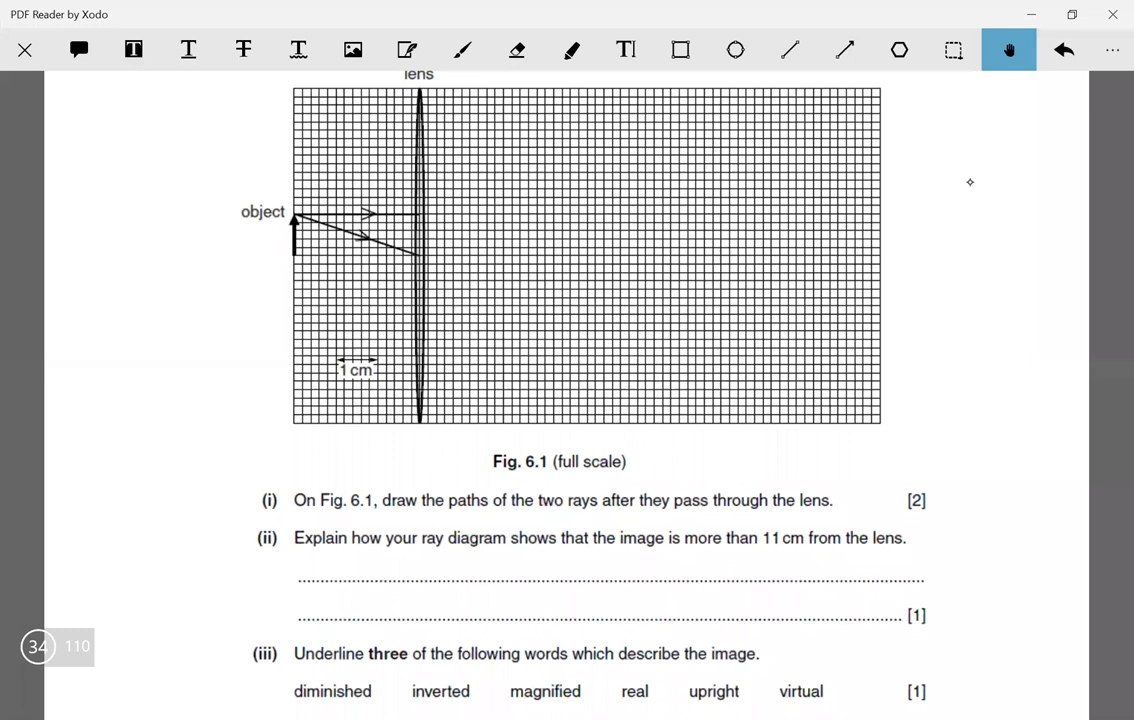 PDF Reader by Xodo
lens
object
1 cm
Fig. 6.1 (full scale)
(i) On Fig. 6.1, draw the paths of the two rays after they pass through the lens. [2]
(ii) Explain how your ray diagram shows that the image is more than 11 cm from the lens.
..........................................................................................................................................
.................................................................................................................................... [1]
(iii) Underline three of the following words which describe the image.
diminished inverted magnified real upright virtual [1]
34 110